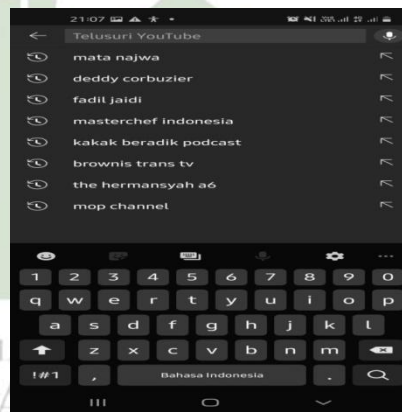 21:07
Telusuri YouTube
mata najwa
deddy corbuzier
fadil jaidi
masterchef indonesia
kakak beradik podcast
brownis trans tv
the hermansyah a6
mop channel
1 2 3 4 5 6 7 8 9 0
q w e r t y u i o p
a s d f g h j k l
z x c v b n m
!#1 , Bahasa Indonesia .